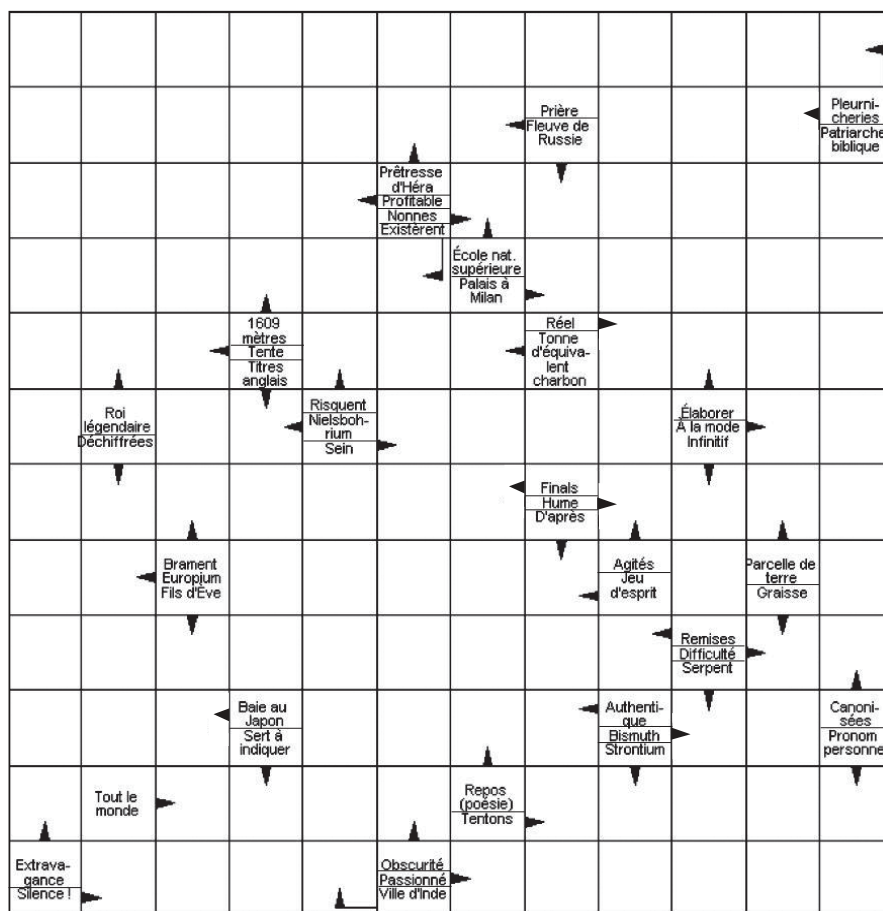 Prière
Fleuve de
Russie
Pleurni-
cheries
Patriarche
biblique
Prêtresse
d'Héra
Profitable
Nonnes
Existèrent
École nat.
supérieure
Palais à
Milan
1609
mètres
Tente
Titres
anglais
Réel
Tonne
d'équiva-
lent
charbon
Roi
légendaire
Déchiffrées
Risquent
Nielsboh-
rium
Sein
Élaborer
À la mode
Infinitif
Finals
Hume
D'après
Brament
Europium
Fils d'Ève
Agités
Jeu
d'esprit
Parcelle de
terre
Graisse
Remises
Difficulté
Serpent
Baie au
Japon
Sert à
indiquer
Authenti-
que
Bismuth
Strontium
Canoni-
sées
Pronom
personne
Tout le
monde
Repos
(poésie)
Tentons
Extrava-
gance
Silence !
Obscurité
Passionné
Ville d'Inde